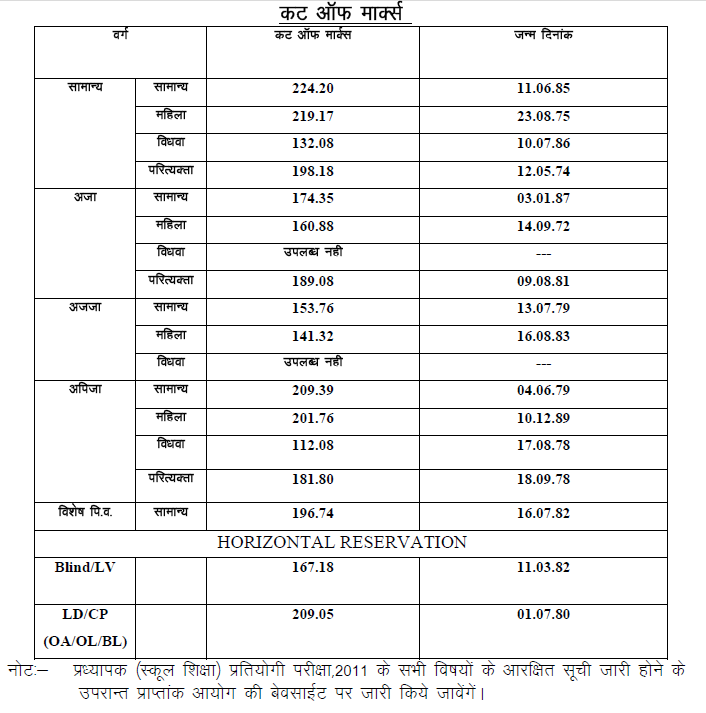 कट ऑफ मार्क्स
वर्ग कट ऑफ मार्क्स जन्म दिनांक
सामान्य सामान्य 224.20 11.06.85
महिला 219.17 23.08.75
विधवा 132.08 10.07.86
परित्यक्ता 198.18 12.05.74
अजा सामान्य 174.35 03.01.87
महिला 160.88 14.09.72
विधवा उपलब्ध नही ---
परित्यक्ता 189.08 09.08.81
अजजा सामान्य 153.76 13.07.79
महिला 141.32 16.08.83
विधवा उपलब्ध नही ---
अपिजा सामान्य 209.39 04.06.79
महिला 201.76 10.12.89
विधवा 112.08 17.08.78
परित्यक्ता 181.80 18.09.78
विशेष पि.व. सामान्य 196.74 16.07.82
HORIZONTAL RESERVATION
Blind/LV 167.18 11.03.82
LD/CP 209.05 01.07.80
(OA/OL/BL)
नोटः– प्रध्यापक (स्कूल शिक्षा) प्रतियोगी परीक्षा,2011 के सभी विषयों के आरक्षित सूची जारी होने के
उपरान्त प्राप्तांक आयोग की बेवसाईट पर जारी किये जावेंगें।